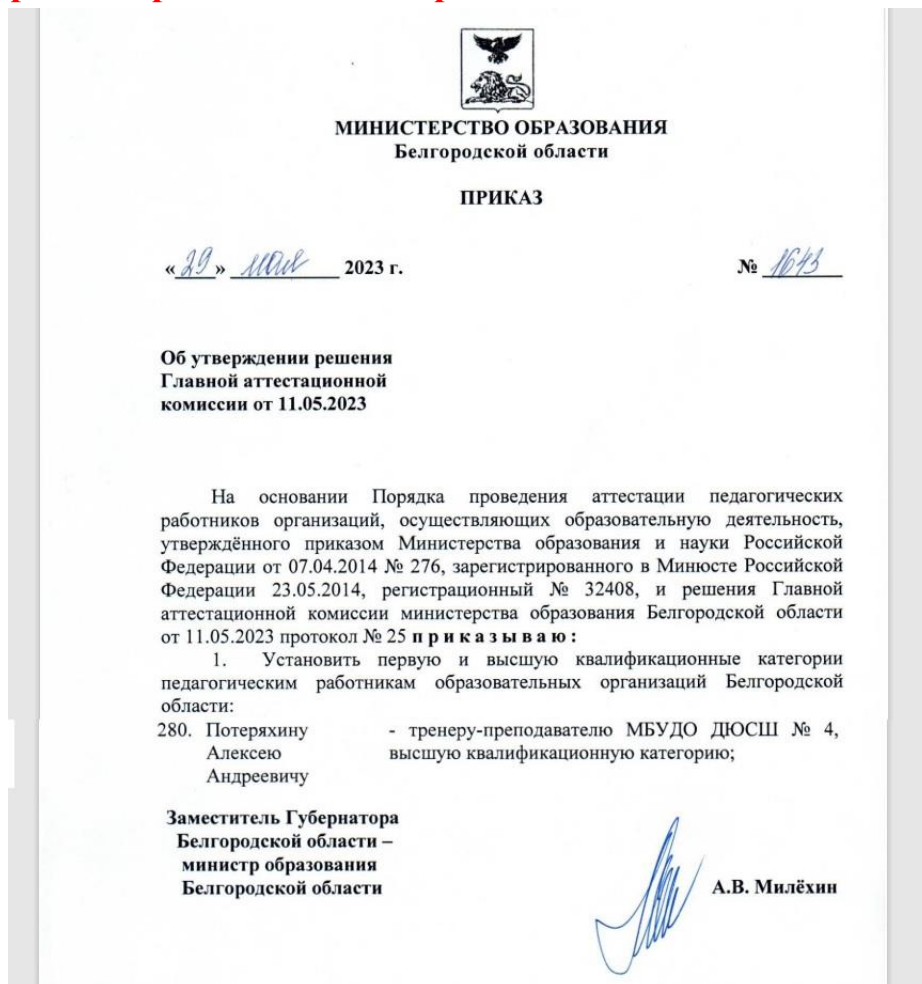 МИНИСТЕРСТВО ОБРАЗОВАНИЯ
Белгородской области
ПРИКАЗ
«29» мая 2023 г. № 1643
Об утверждении решения
Главной аттестационной
комиссии от 11.05.2023
На основании Порядка проведения аттестации педагогических
работников организаций, осуществляющих образовательную деятельность,
утверждённого приказом Министерства образования и науки Российской
Федерации от 07.04.2014 № 276, зарегистрированного в Минюсте Российской
Федерации 23.05.2014, регистрационный № 32408, и решения Главной
аттестационной комиссии министерства образования Белгородской области
от 11.05.2023 протокол № 25 п р и к а з ы в а ю :
1. Установить первую и высшую квалификационные категории
педагогическим работникам образовательных организаций Белгородской
области:
280. Потеряхину - тренеру-преподавателю МБУДО ДЮСШ № 4,
Алексею высшую квалификационную категорию;
Андреевичу
Заместитель Губернатора
Белгородской области –
министр образования
Белгородской области А.В. Милёхин